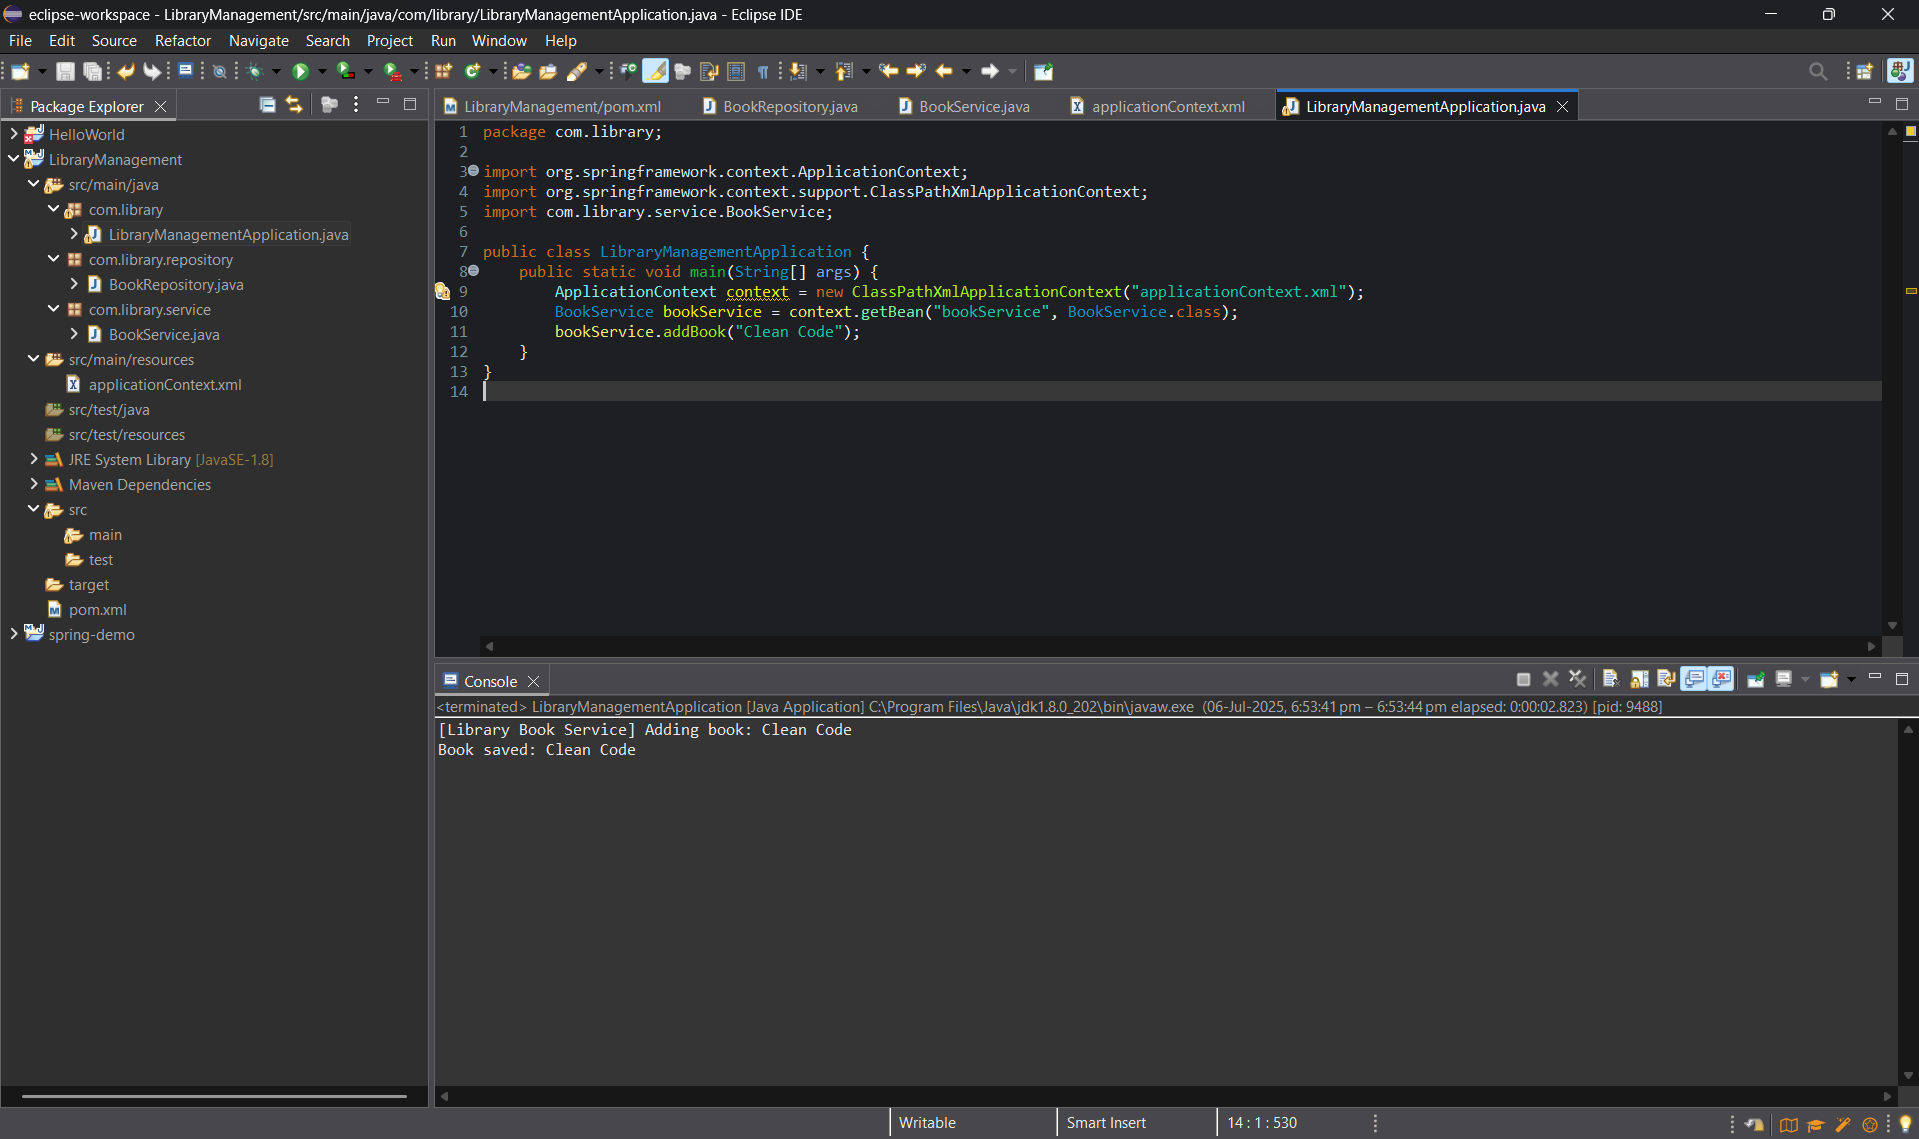 eclipse-workspace - LibraryManagement/src/main/java/com/library/LibraryManagementApplication.java - Eclipse IDE
File Edit Source Refactor Navigate Search Project Run Window Help
Package Explorer
HelloWorld
LibraryManagement
src/main/java
com.library
LibraryManagementApplication.java
com.library.repository
BookRepository.java
com.library.service
BookService.java
src/main/resources
applicationContext.xml
src/test/java
src/test/resources
JRE System Library [JavaSE-1.8]
Maven Dependencies
src
main
test
target
pom.xml
spring-demo
LibraryManagement/pom.xml BookRepository.java BookService.java applicationContext.xml LibraryManagementApplication.java
1 package com.library;
2
3 import org.springframework.context.ApplicationContext;
4 import org.springframework.context.support.ClassPathXmlApplicationContext;
5 import com.library.service.BookService;
6
7 public class LibraryManagementApplication {
8 public static void main(String[] args) {
9 ApplicationContext context = new ClassPathXmlApplicationContext("applicationContext.xml");
10 BookService bookService = context.getBean("bookService", BookService.class);
11 bookService.addBook("Clean Code");
12 }
13 }
14
Console
<terminated> LibraryManagementApplication [Java Application] C:\Program Files\Java\jdk1.8.0_202\bin\javaw.exe (06-Jul-2025, 6:53:41 pm – 6:53:44 pm elapsed: 0:00:02.823) [pid: 9488]
[Library Book Service] Adding book: Clean Code
Book saved: Clean Code
Writable Smart Insert 14 : 1 : 530